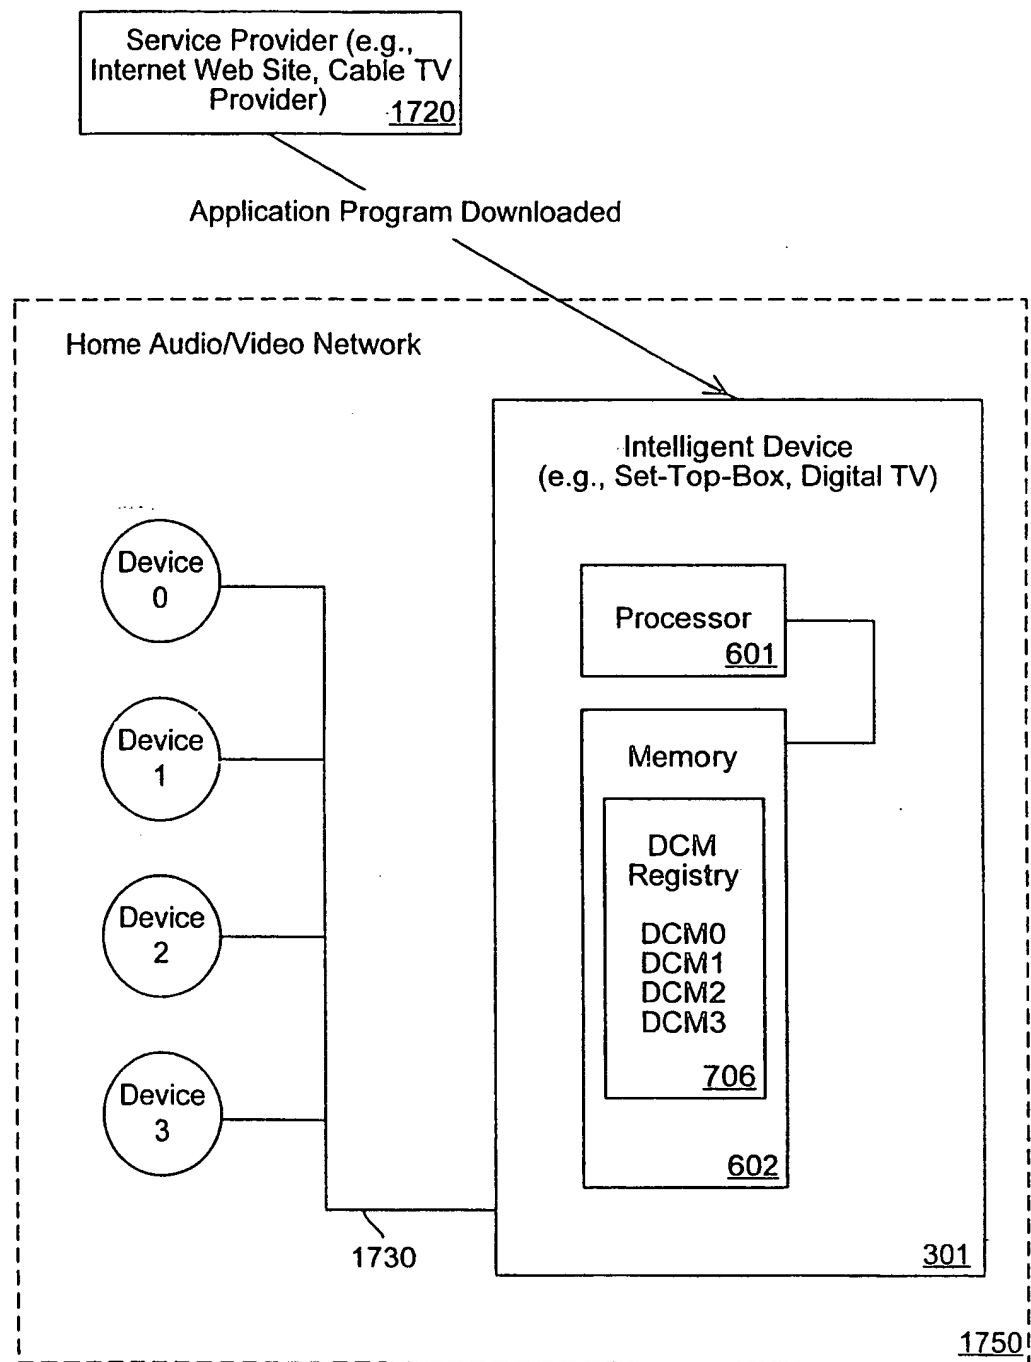 Service Provider (e.g.,
Internet Web Site, Cable TV
Provider)
1720
Application Program Downloaded
Home Audio/Video Network
Intelligent Device
(e.g., Set-Top-Box, Digital TV)
Device
0
Device
1
Device
2
Device
3
Processor
601
Memory
DCM
Registry
DCM0
DCM1
DCM2
DCM3
706
602
1730
301
1750